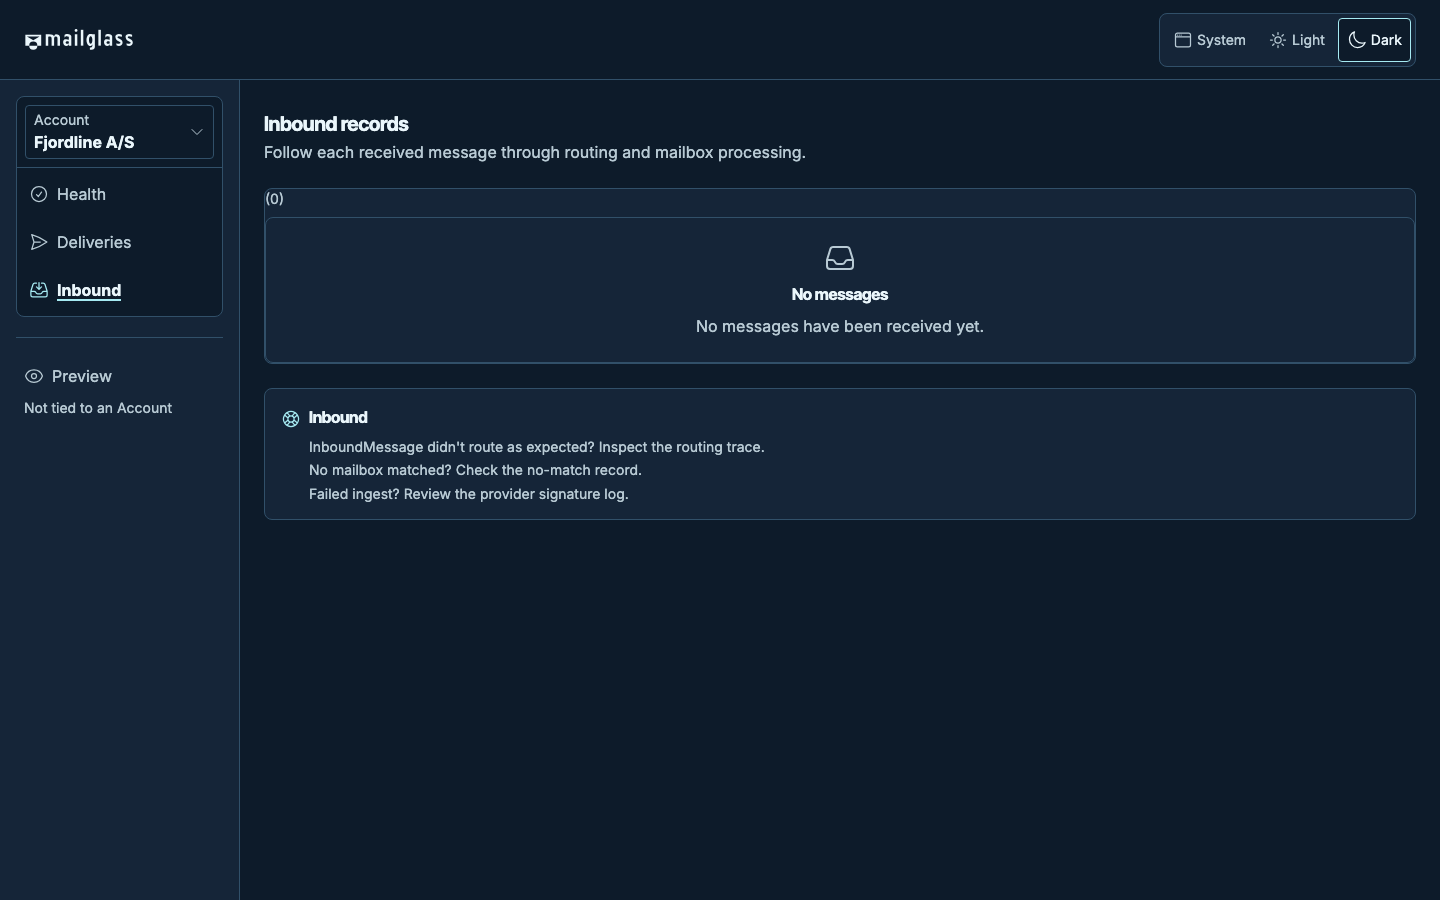 mailglass
System
Light
Dark
Account
Fjordline A/S
Health
Deliveries
Inbound
Preview
Not tied to an Account
Inbound records
Follow each received message through routing and mailbox processing.
(0)
No messages
No messages have been received yet.
Inbound
InboundMessage didn't route as expected? Inspect the routing trace.
No mailbox matched? Check the no-match record.
Failed ingest? Review the provider signature log.